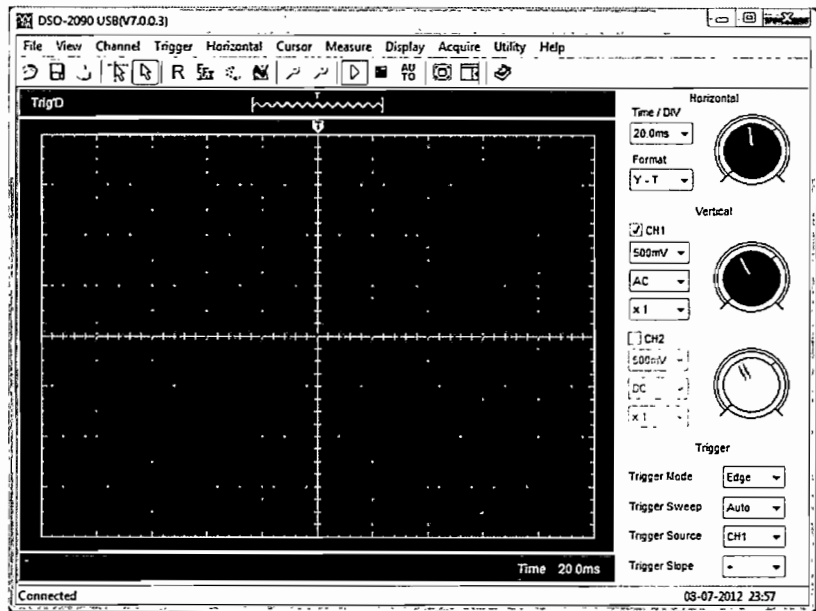 DSO-2090 USB(V7.0.0.3)
File View Channel Trigger Horizontal Cursor Measure Display Acquire Utility Help
R AUTO
Trig'D
T
T
Horizontal
Time / DIV
20.0ms
Format
Y - T
Vertical
CH1
500mV
AC
x 1
CH2
500mV
DC
x 1
Trigger
Trigger Mode Edge
Trigger Sweep Auto
Trigger Source CH1
Trigger Slope
Time 20.0ms
Connected 03-07-2012 23:57